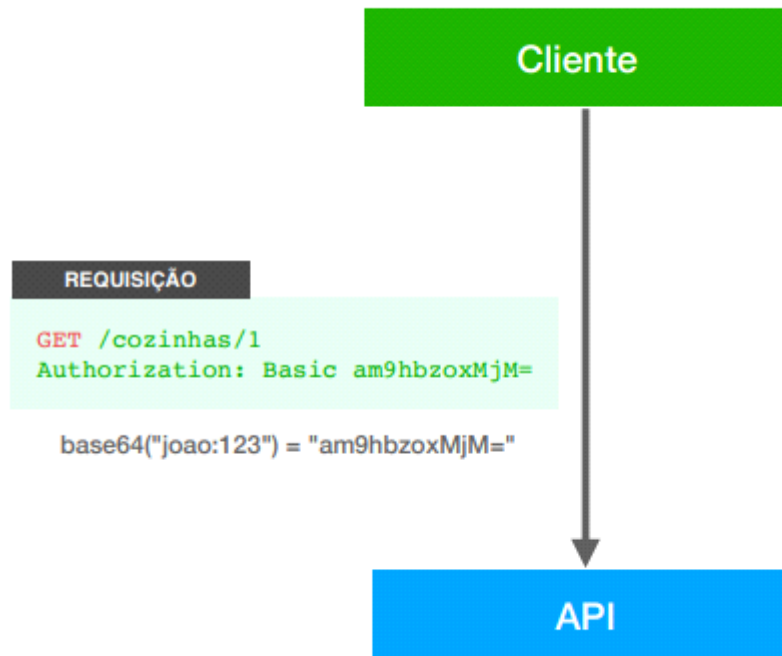 Cliente
REQUISIÇÃO
GET /cozinhas/1
Authorization: Basic am9hbzoxMjM=
base64("joao:123") = "am9hbzoxMjM="
API